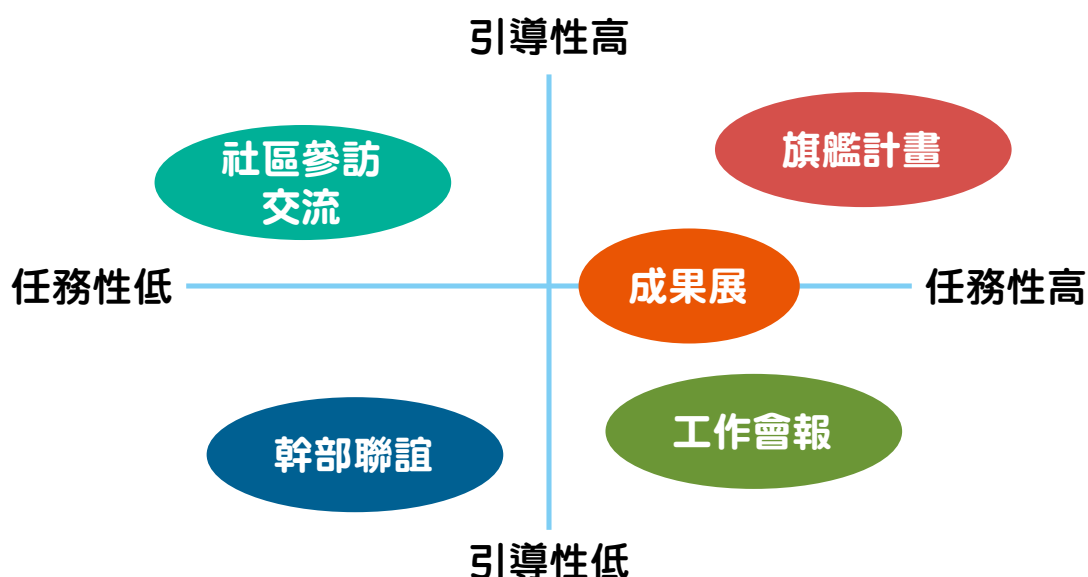 引導性高
社區參訪
交流
旗艦計畫
任務性低
成果展
任務性高
幹部聯誼
工作會報
引導性低